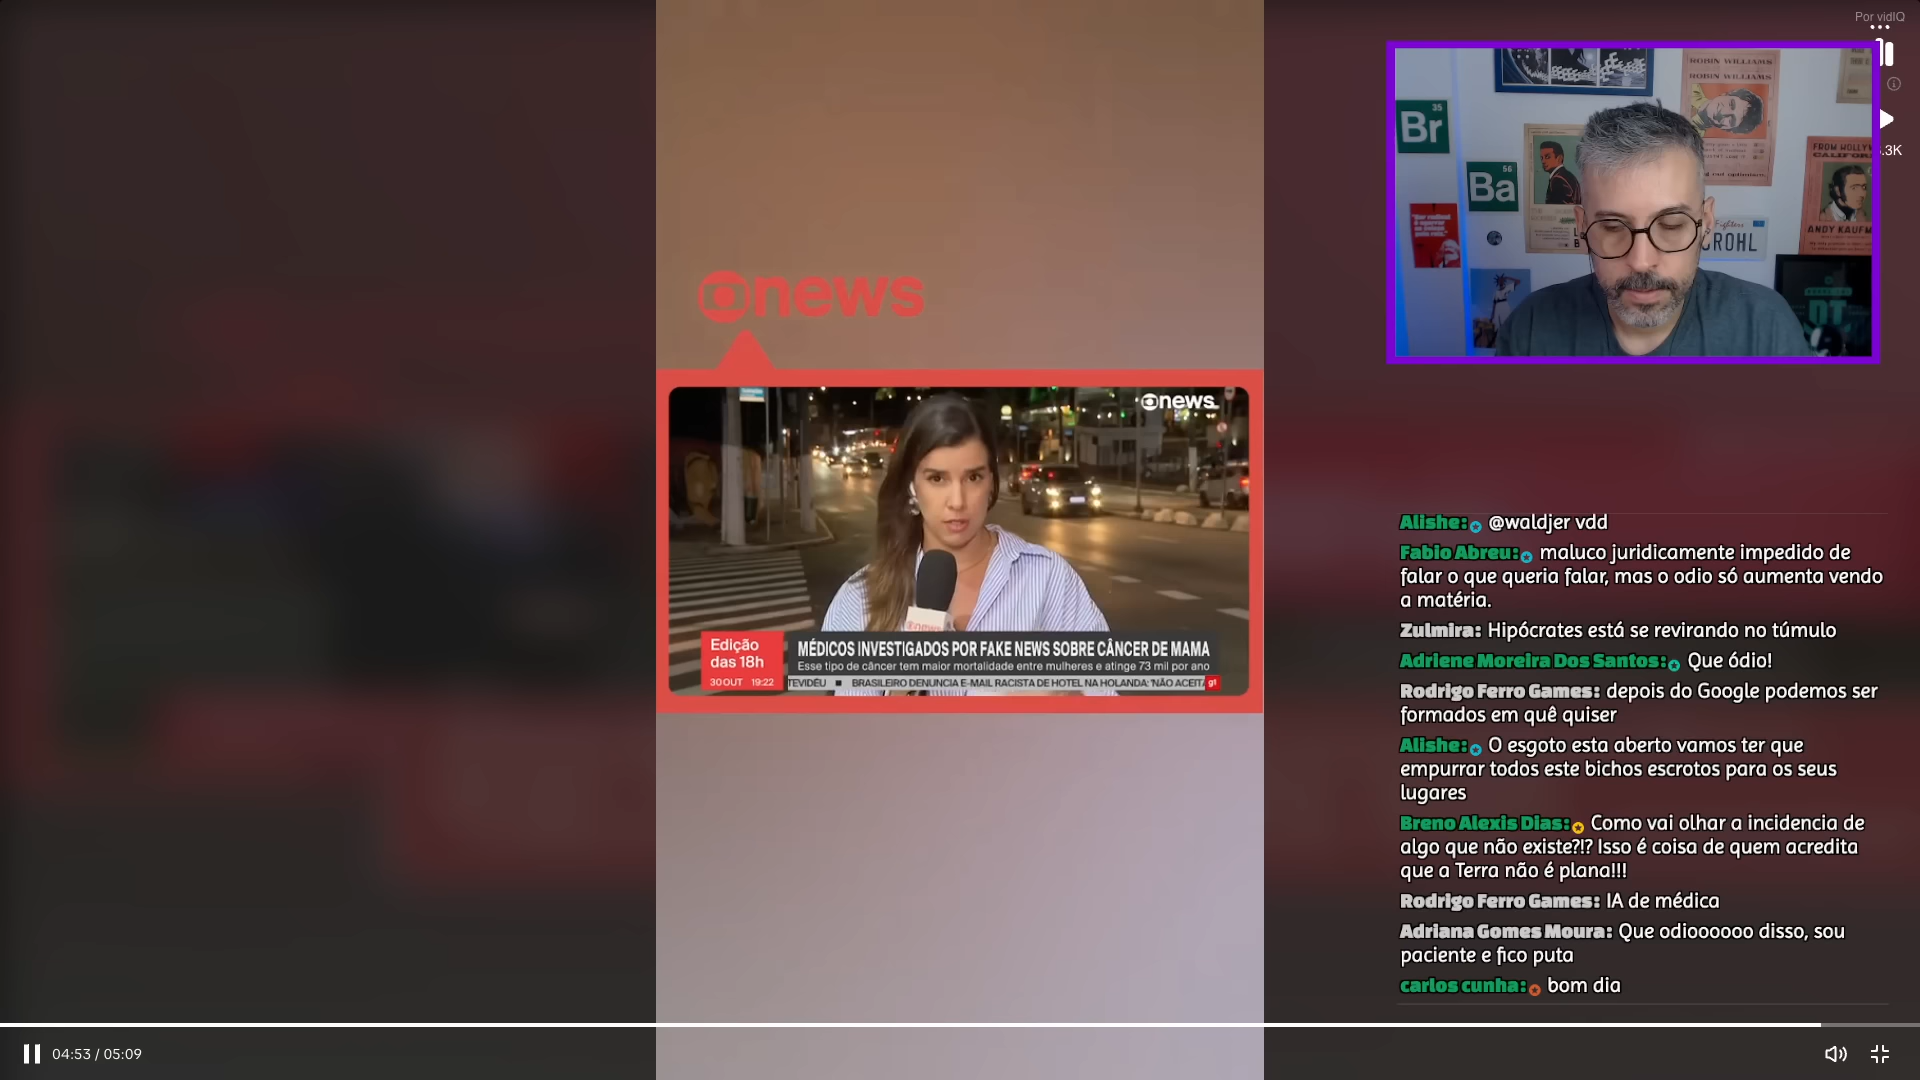 Por vidIQ
.3K
ROBIN WILLIAMS
ROBIN WILLIAMS
35
Br
56
Ba
FROM HOLLYW
CALIFOR
ANDY KAUFM
Fighters
GROHL
DT
news
news
news
Edição
das 18h
30 OUT 19:22
MÉDICOS INVESTIGADOS POR FAKE NEWS SOBRE CÂNCER DE MAMA
Esse tipo de câncer tem maior mortalidade entre mulheres e atinge 73 mil por ano
TEVIDÉU ■ BRASILEIRO DENUNCIA E-MAIL RACISTA DE HOTEL NA HOLANDA: 'NÃO ACEIT
g1
Alishe: @waldjer vdd
Fabio Abreu: maluco juridicamente impedido de
falar o que queria falar, mas o odio só aumenta vendo
a matéria.
Zulmira: Hipócrates está se revirando no túmulo
Adriene Moreira Dos Santos: Que ódio!
Rodrigo Ferro Games: depois do Google podemos ser
formados em quê quiser
Alishe: O esgoto esta aberto vamos ter que
empurrar todos este bichos escrotos para os seus
lugares
Breno Alexis Dias: Como vai olhar a incidencia de
algo que não existe?!? Isso é coisa de quem acredita
que a Terra não é plana!!!
Rodrigo Ferro Games: IA de médica
Adriana Gomes Moura: Que odioooooo disso, sou
paciente e fico puta
carlos cunha: bom dia
04:53 / 05:09